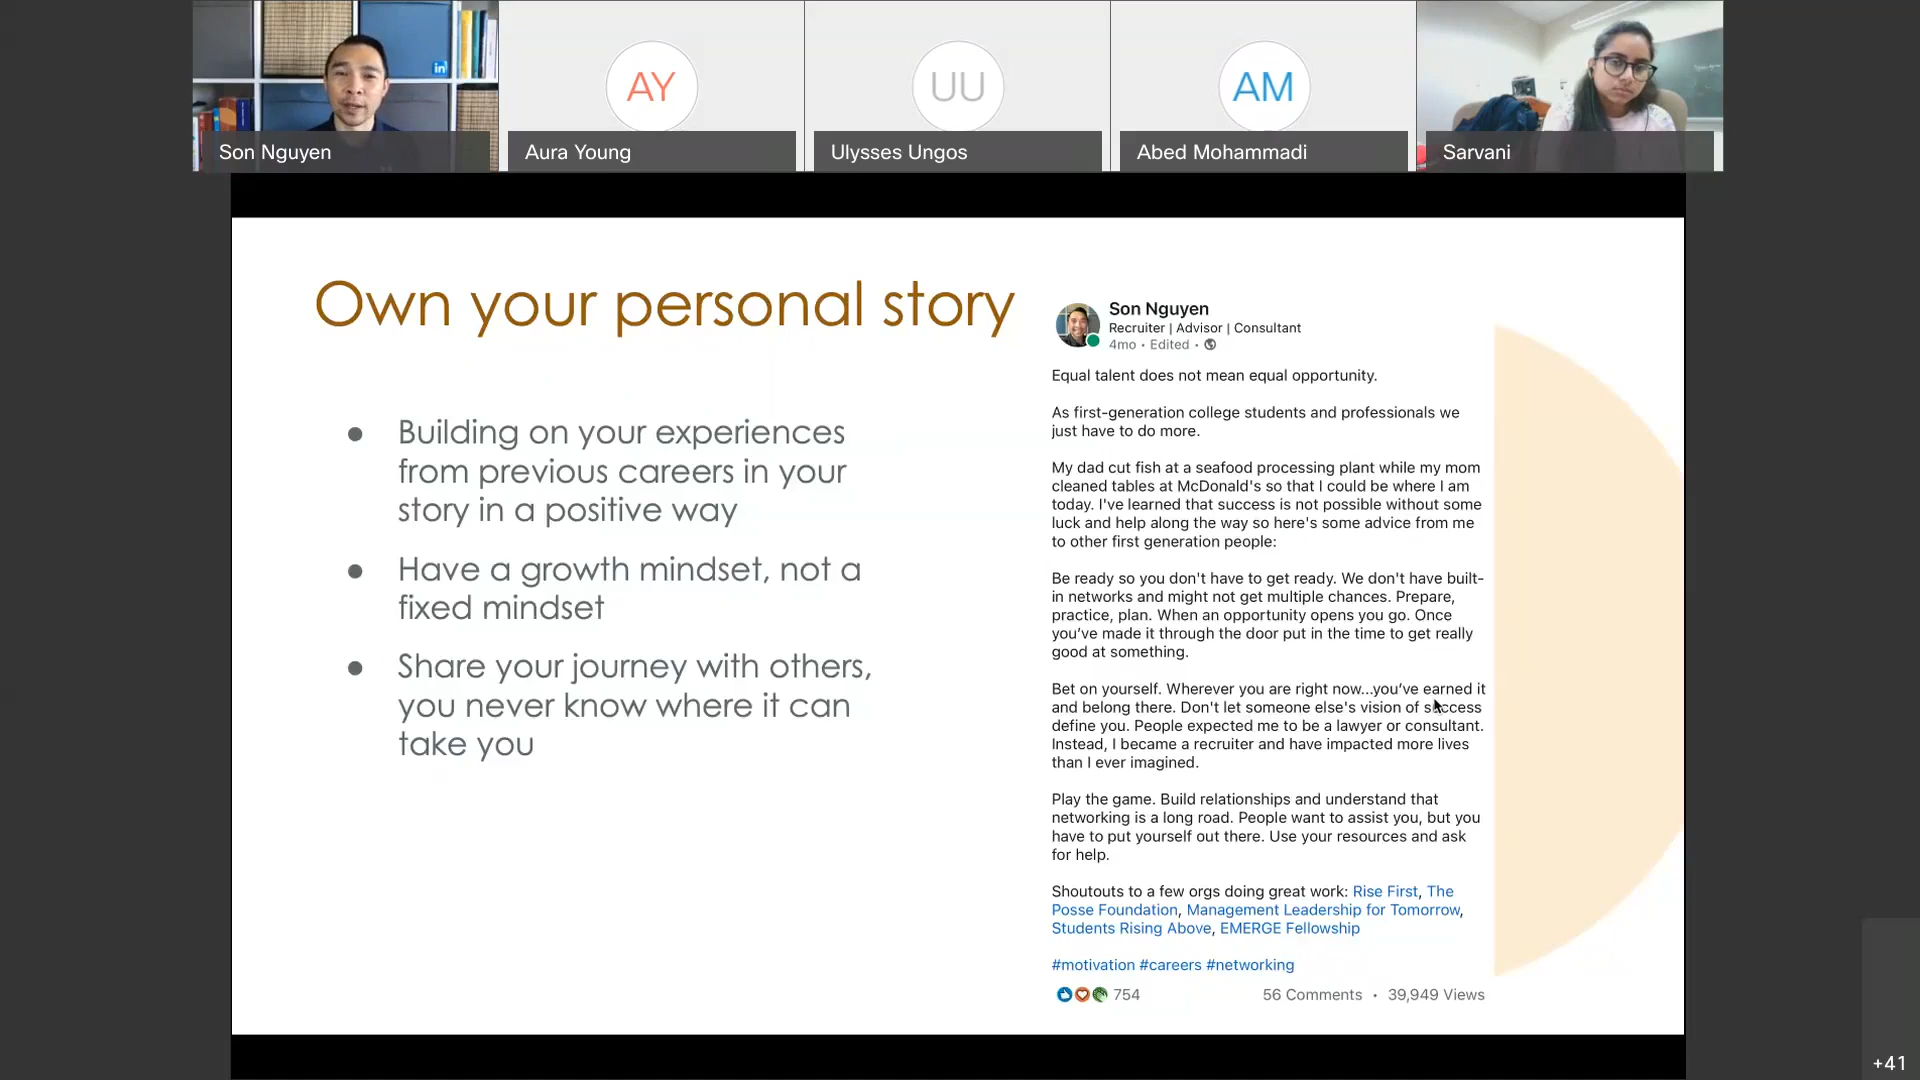 in
AY
UU
AM
Son Nguyen
Aura Young
Ulysses Ungos
Abed Mohammadi
Sarvani
Own your personal story
● Building on your experiences
from previous careers in your
story in a positive way
● Have a growth mindset, not a
fixed mindset
● Share your journey with others,
you never know where it can
take you
Son Nguyen
Recruiter | Advisor | Consultant
4mo • Edited •
Equal talent does not mean equal opportunity.
As first-generation college students and professionals we
just have to do more.
My dad cut fish at a seafood processing plant while my mom
cleaned tables at McDonald's so that I could be where I am
today. I've learned that success is not possible without some
luck and help along the way so here's some advice from me
to other first generation people:
Be ready so you don't have to get ready. We don't have built-
in networks and might not get multiple chances. Prepare,
practice, plan. When an opportunity opens you go. Once
you’ve made it through the door put in the time to get really
good at something.
Bet on yourself. Wherever you are right now...you’ve earned it
and belong there. Don't let someone else's vision of success
define you. People expected me to be a lawyer or consultant.
Instead, I became a recruiter and have impacted more lives
than I ever imagined.
Play the game. Build relationships and understand that
networking is a long road. People want to assist you, but you
have to put yourself out there. Use your resources and ask
for help.
Shoutouts to a few orgs doing great work: Rise First, The
Posse Foundation, Management Leadership for Tomorrow,
Students Rising Above, EMERGE Fellowship
#motivation #careers #networking
754
56 Comments • 39,949 Views
+41